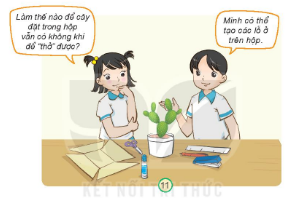 Làm thế nào để cây
đặt trong hộp
vẫn có không khí
để "thở" được?
Mình có thể
tạo các lỗ ở
trên hộp.
11
KẾT NỐI TRI THỨC